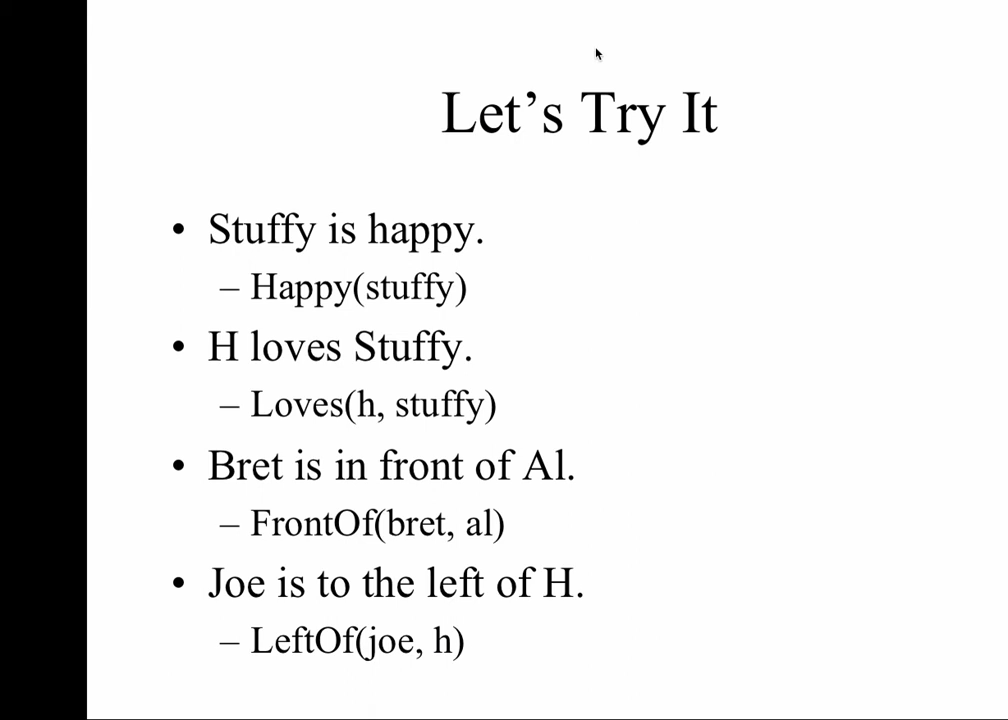 Let’s Try It
• Stuffy is happy.
– Happy(stuffy)
• H loves Stuffy.
– Loves(h, stuffy)
• Bret is in front of Al.
– FrontOf(bret, al)
• Joe is to the left of H.
– LeftOf(joe, h)